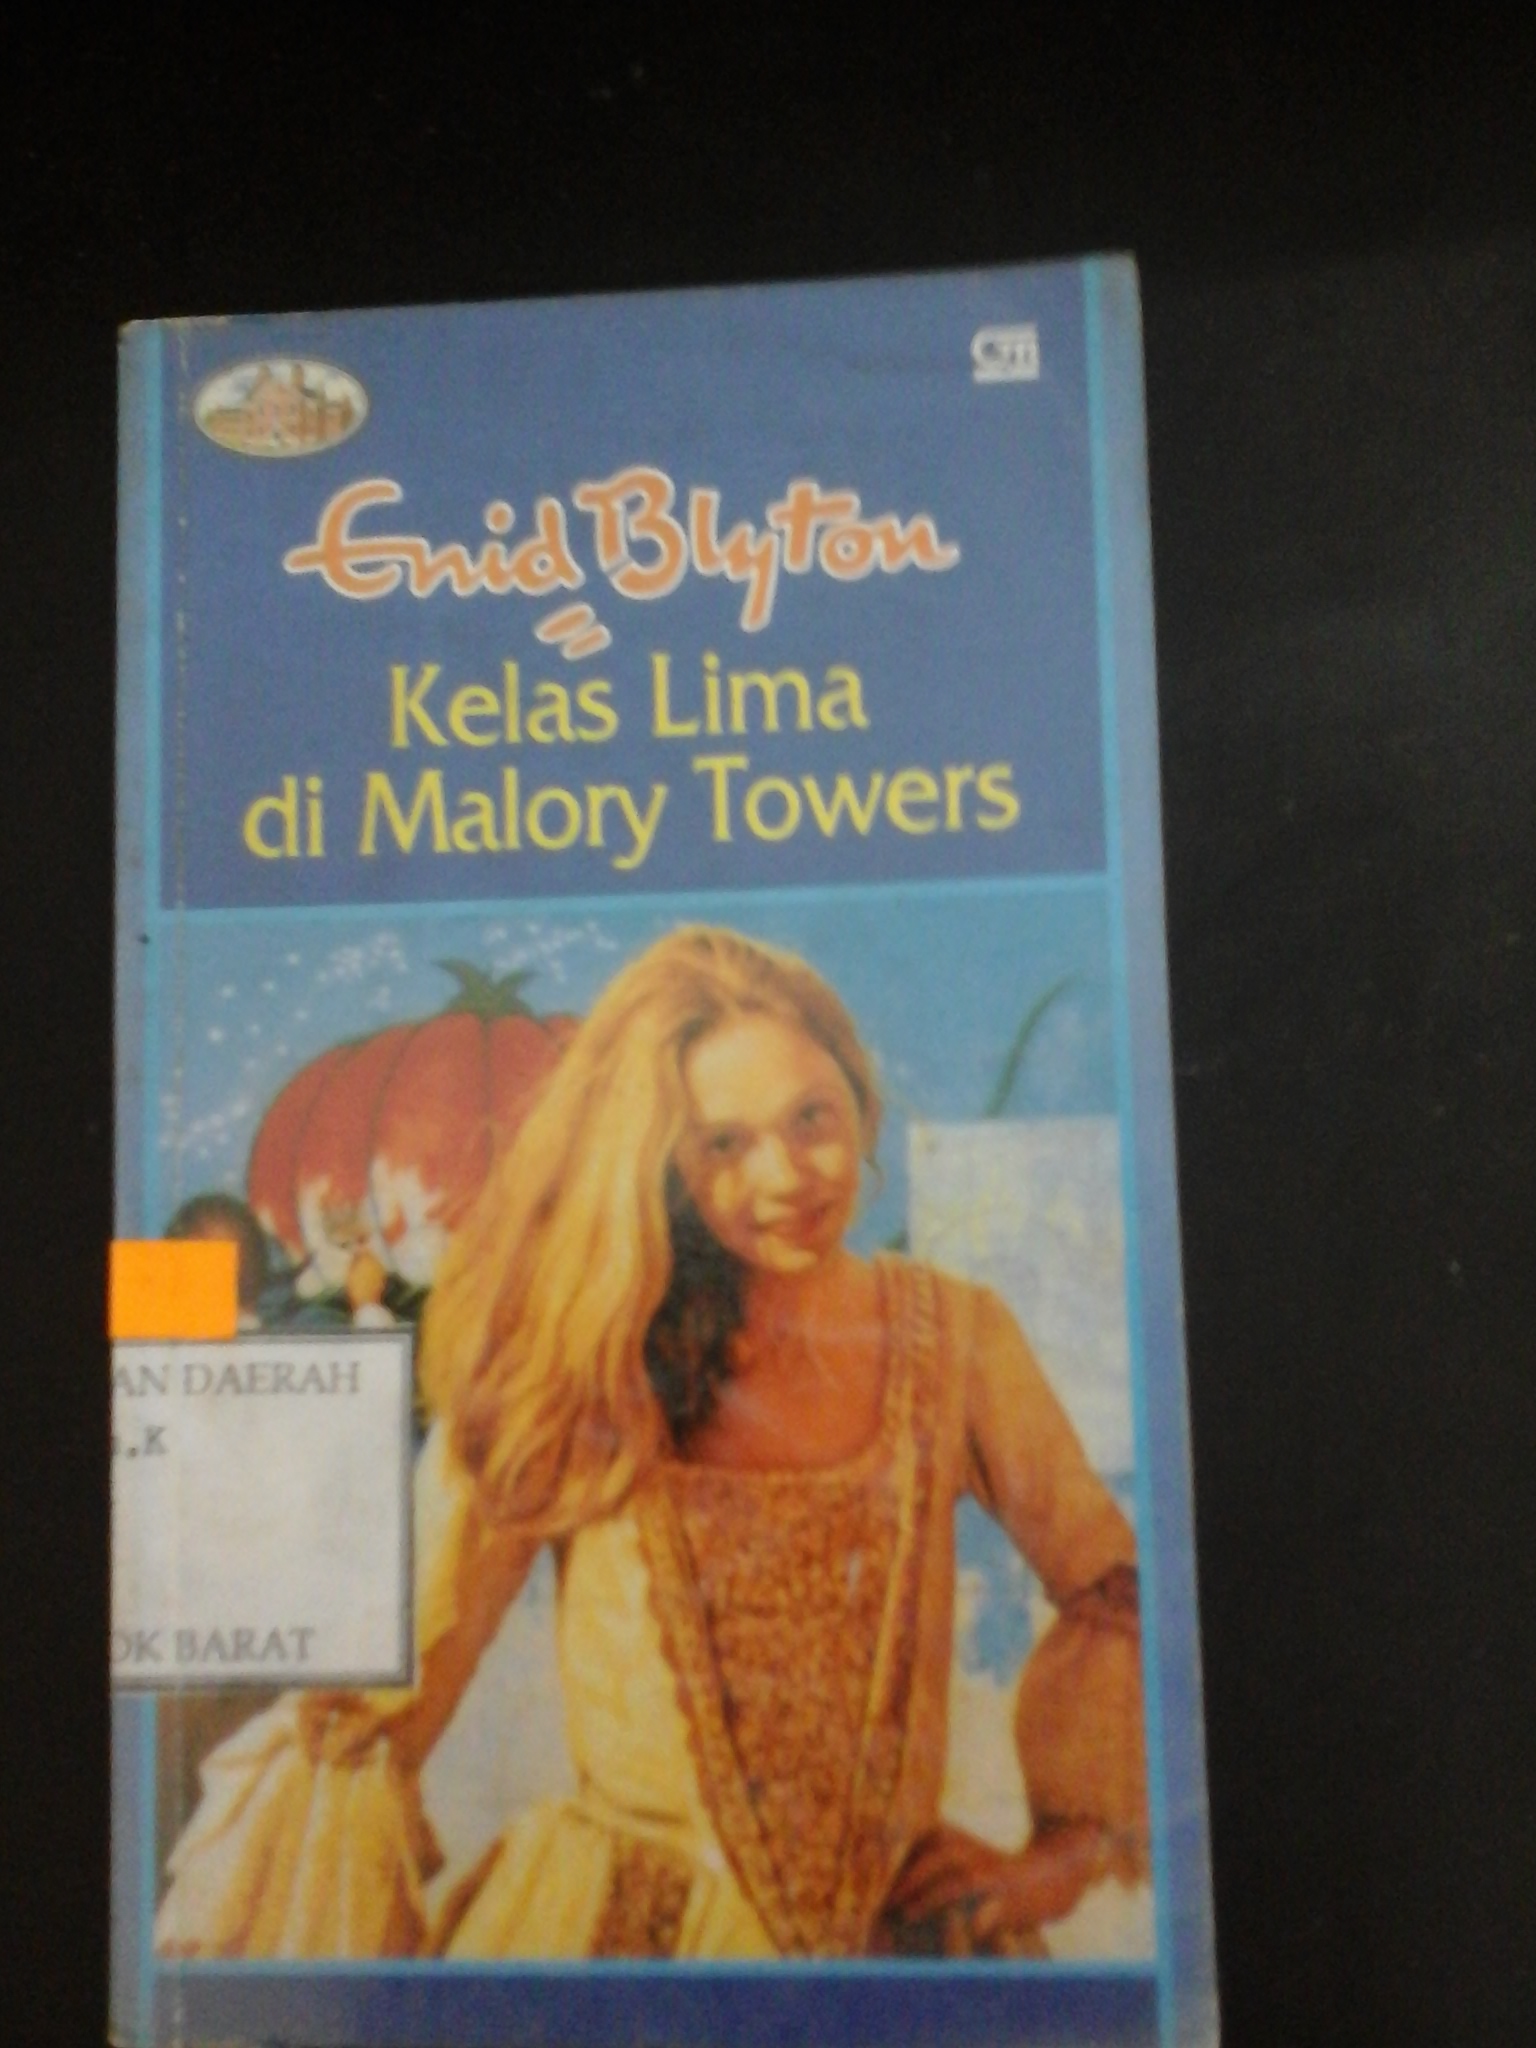 Enid Blyton
Kelas Lima
di Malory Towers
AN DAERAH
.K
OK BARAT